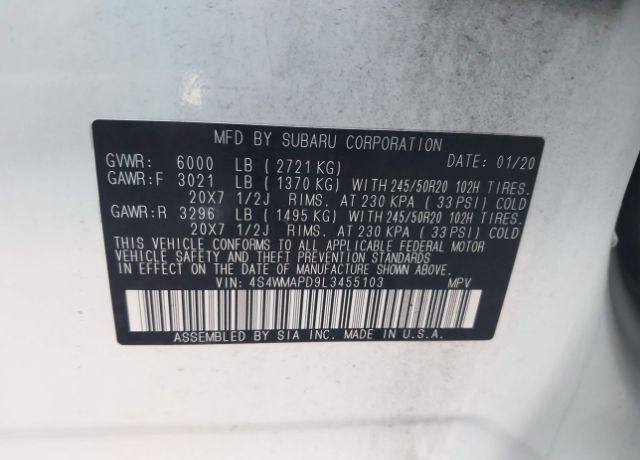 MFD BY SUBARU CORPORATION
GVWR: 6000 LB ( 2721 KG) DATE: 01/20
GAWR:F 3021 LB ( 1370 KG) WITH 245/50R20 102H TIRES.
20X7 1/2J RIMS. AT 230 KPA ( 33 PSI) COLD
GAWR:R 3296 LB ( 1495 KG) WITH 245/50R20 102H TIRES.
20X7 1/2J RIMS. AT 230 KPA ( 33 PSI) COLD
THIS VEHICLE CONFORMS TO ALL APPLICABLE FEDERAL MOTOR
VEHICLE SAFETY AND THEFT PREVENTION STANDARDS
IN EFFECT ON THE DATE OF MANUFACTURE SHOWN ABOVE.
VIN: 4S4WMAPD9L3455103 MPV
ASSEMBLED BY SIA INC. MADE IN U.S.A.